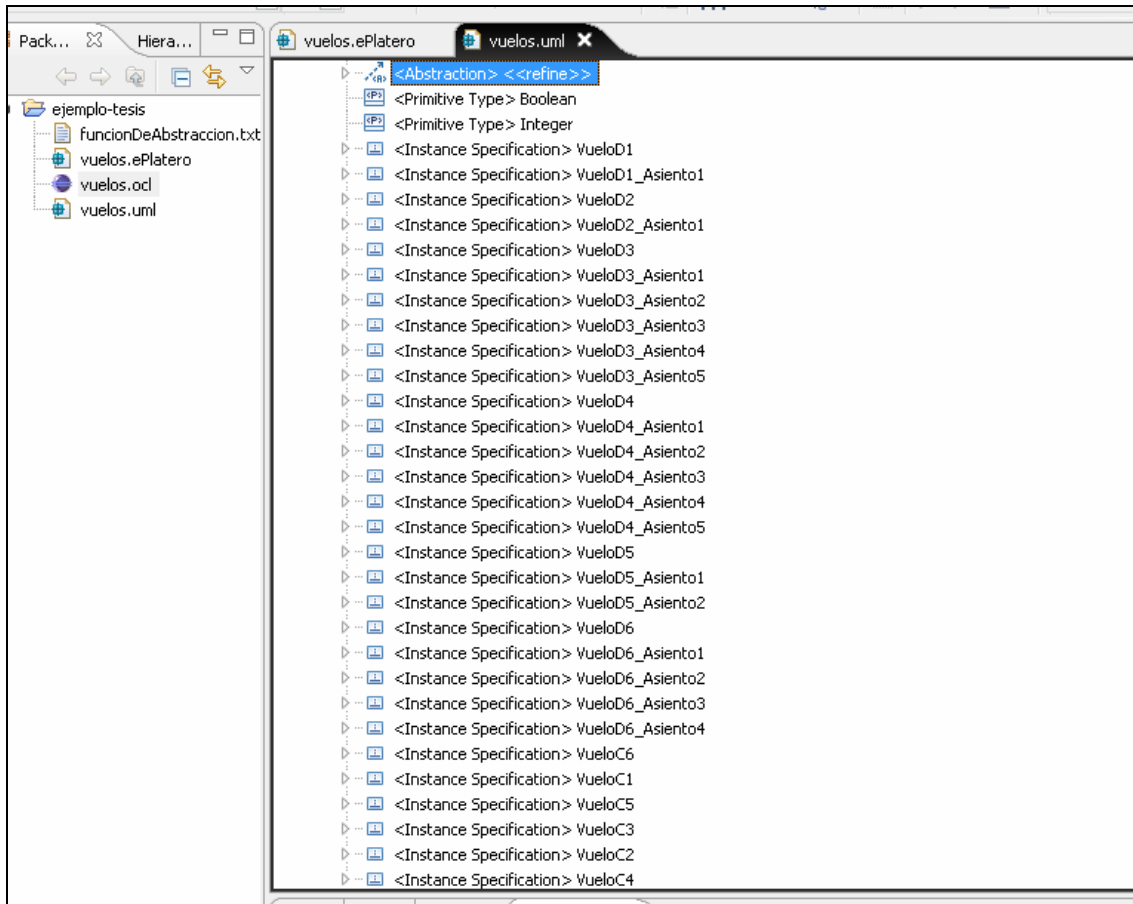 Pack...
Hiera...
vuelos.ePlatero
vuelos.uml
ejemplo-tesis
funcionDeAbstraccion.txt
vuelos.ePlatero
vuelos.ocl
vuelos.uml
<Abstraction> <<refine>>
<Primitive Type> Boolean
<Primitive Type> Integer
<Instance Specification> VueloD1
<Instance Specification> VueloD1_Asiento1
<Instance Specification> VueloD2
<Instance Specification> VueloD2_Asiento1
<Instance Specification> VueloD3
<Instance Specification> VueloD3_Asiento1
<Instance Specification> VueloD3_Asiento2
<Instance Specification> VueloD3_Asiento3
<Instance Specification> VueloD3_Asiento4
<Instance Specification> VueloD3_Asiento5
<Instance Specification> VueloD4
<Instance Specification> VueloD4_Asiento1
<Instance Specification> VueloD4_Asiento2
<Instance Specification> VueloD4_Asiento3
<Instance Specification> VueloD4_Asiento4
<Instance Specification> VueloD4_Asiento5
<Instance Specification> VueloD5
<Instance Specification> VueloD5_Asiento1
<Instance Specification> VueloD5_Asiento2
<Instance Specification> VueloD6
<Instance Specification> VueloD6_Asiento1
<Instance Specification> VueloD6_Asiento2
<Instance Specification> VueloD6_Asiento3
<Instance Specification> VueloD6_Asiento4
<Instance Specification> VueloC6
<Instance Specification> VueloC1
<Instance Specification> VueloC5
<Instance Specification> VueloC3
<Instance Specification> VueloC2
<Instance Specification> VueloC4